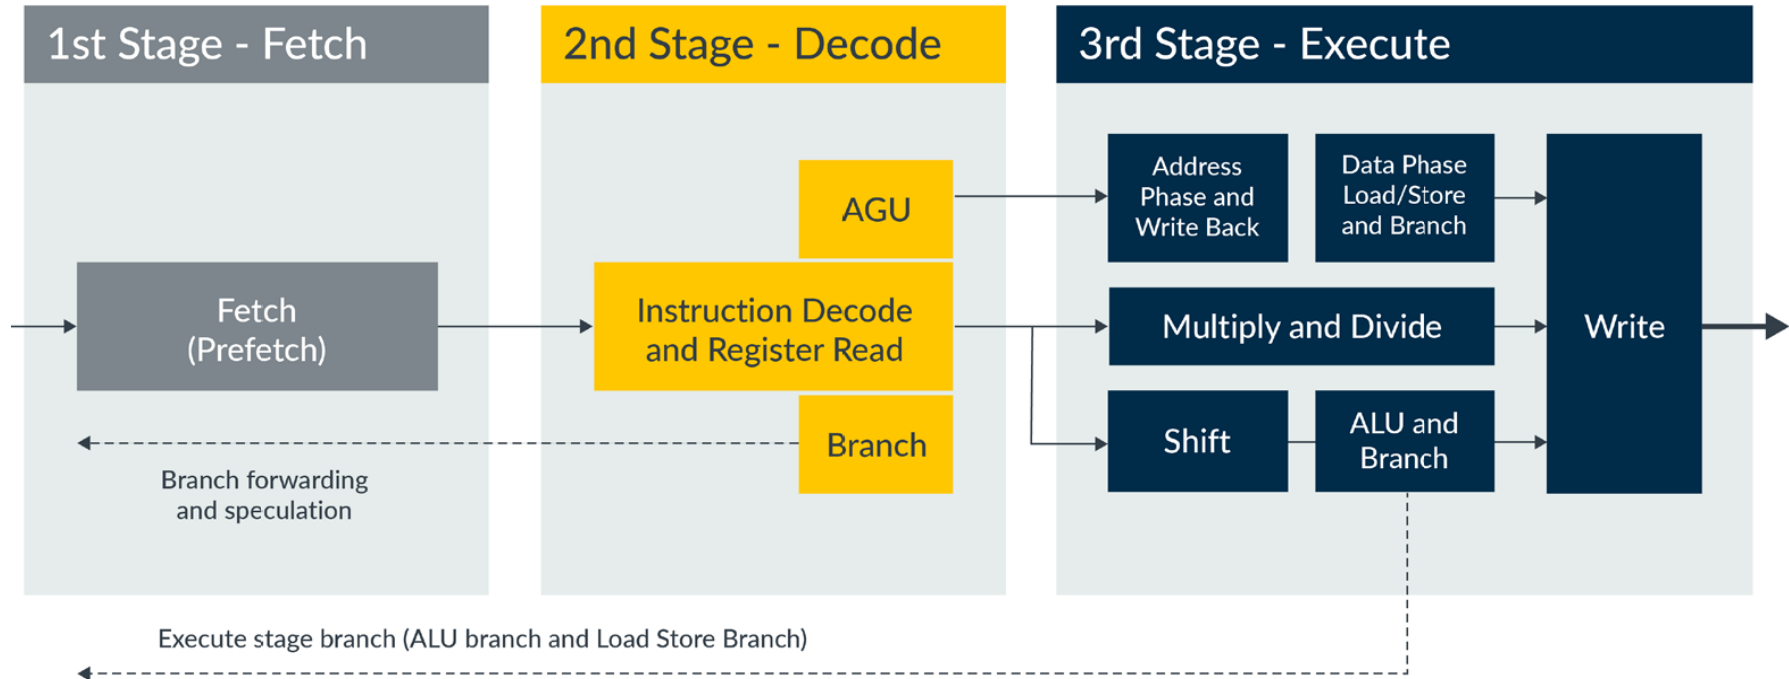 1st Stage - Fetch
2nd Stage - Decode
3rd Stage - Execute
Fetch
(Prefetch)
AGU
Instruction Decode
and Register Read
Branch
Branch forwarding
and speculation
Address
Phase and
Write Back
Data Phase
Load/Store
and Branch
Multiply and Divide
Shift
ALU and
Branch
Write
Execute stage branch (ALU branch and Load Store Branch)